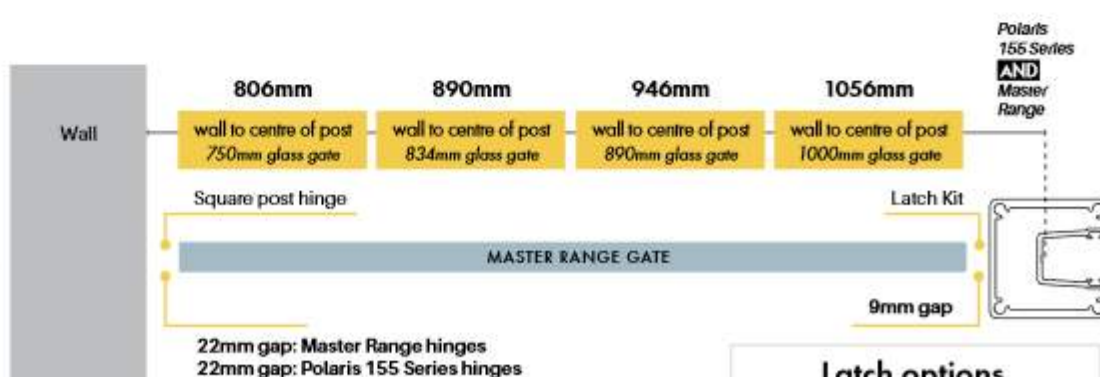 Polaris
155 Series
AND
Master
Range
806mm
890mm
946mm
1056mm
Wall
wall to centre of post
750mm glass gate
wall to centre of post
834mm glass gate
wall to centre of post
890mm glass gate
wall to centre of post
1000mm glass gate
Square post hinge
Latch Kit
MASTER RANGE GATE
9mm gap
22mm gap: Master Range hinges
22mm gap: Polaris 155 Series hinges
Latch options